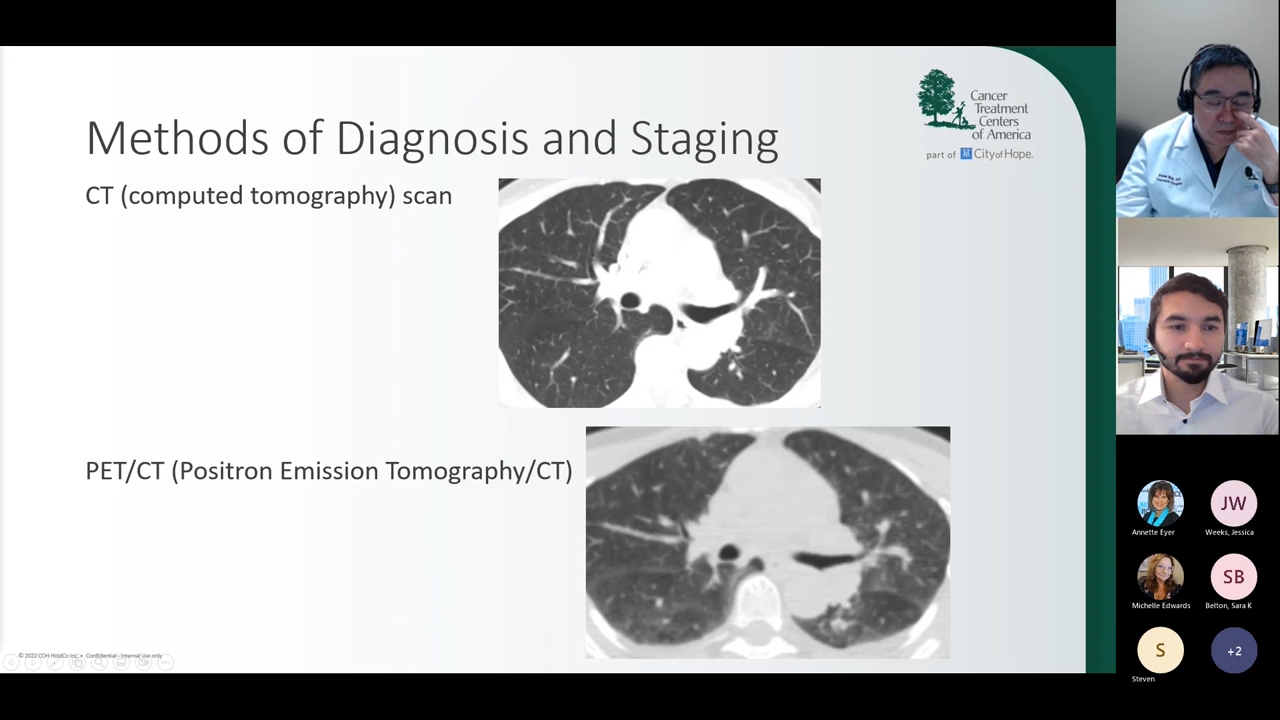 Methods of Diagnosis and Staging
CT (computed tomography) scan
PET/CT (Positron Emission Tomography/CT)
Cancer
Treatment
Centers
of America
part of City of Hope.
© 2022 COH HoldCo Inc. • Confidential - Internal use only
JW
Annette Eyer
Weeks, Jessica
SB
Michelle Edwards
Belton, Sara K
S
+2
Steven